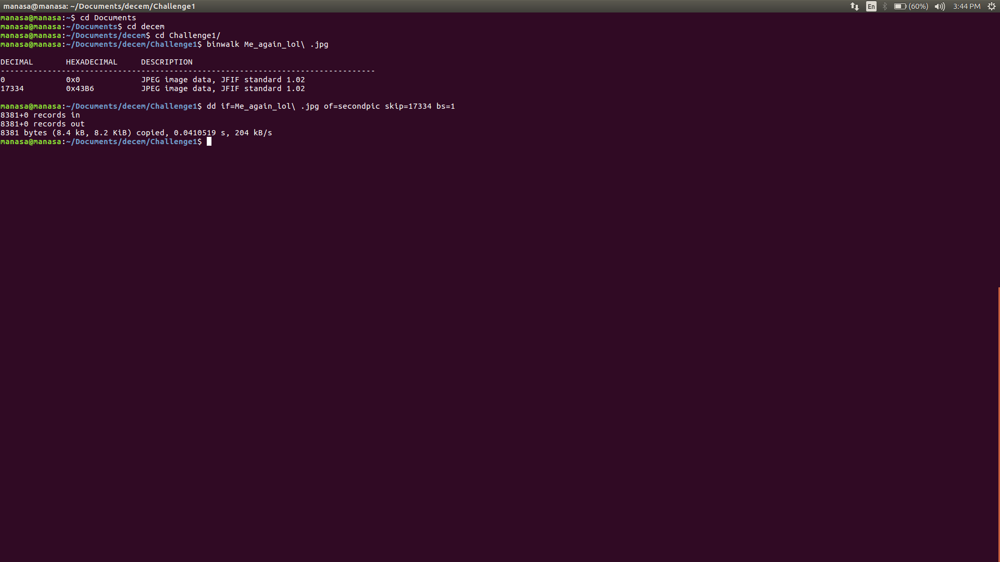 manasa@manasa: ~/Documents/decem/Challenge1 En (60%) 3:44 PM
manasa@manasa:~$ cd Documents
manasa@manasa:~/Documents$ cd decem
manasa@manasa:~/Documents/decem$ cd Challenge1/
manasa@manasa:~/Documents/decem/Challenge1$ binwalk Me_again_lol\ .jpg
DECIMAL       HEXADECIMAL     DESCRIPTION
--------------------------------------------------------------------------------
0             0x0             JPEG image data, JFIF standard 1.02
17334         0x43B6          JPEG image data, JFIF standard 1.02
manasa@manasa:~/Documents/decem/Challenge1$ dd if=Me_again_lol\ .jpg of=secondpic skip=17334 bs=1
8381+0 records in
8381+0 records out
8381 bytes (8.4 kB, 8.2 KiB) copied, 0.0410519 s, 204 kB/s
manasa@manasa:~/Documents/decem/Challenge1$